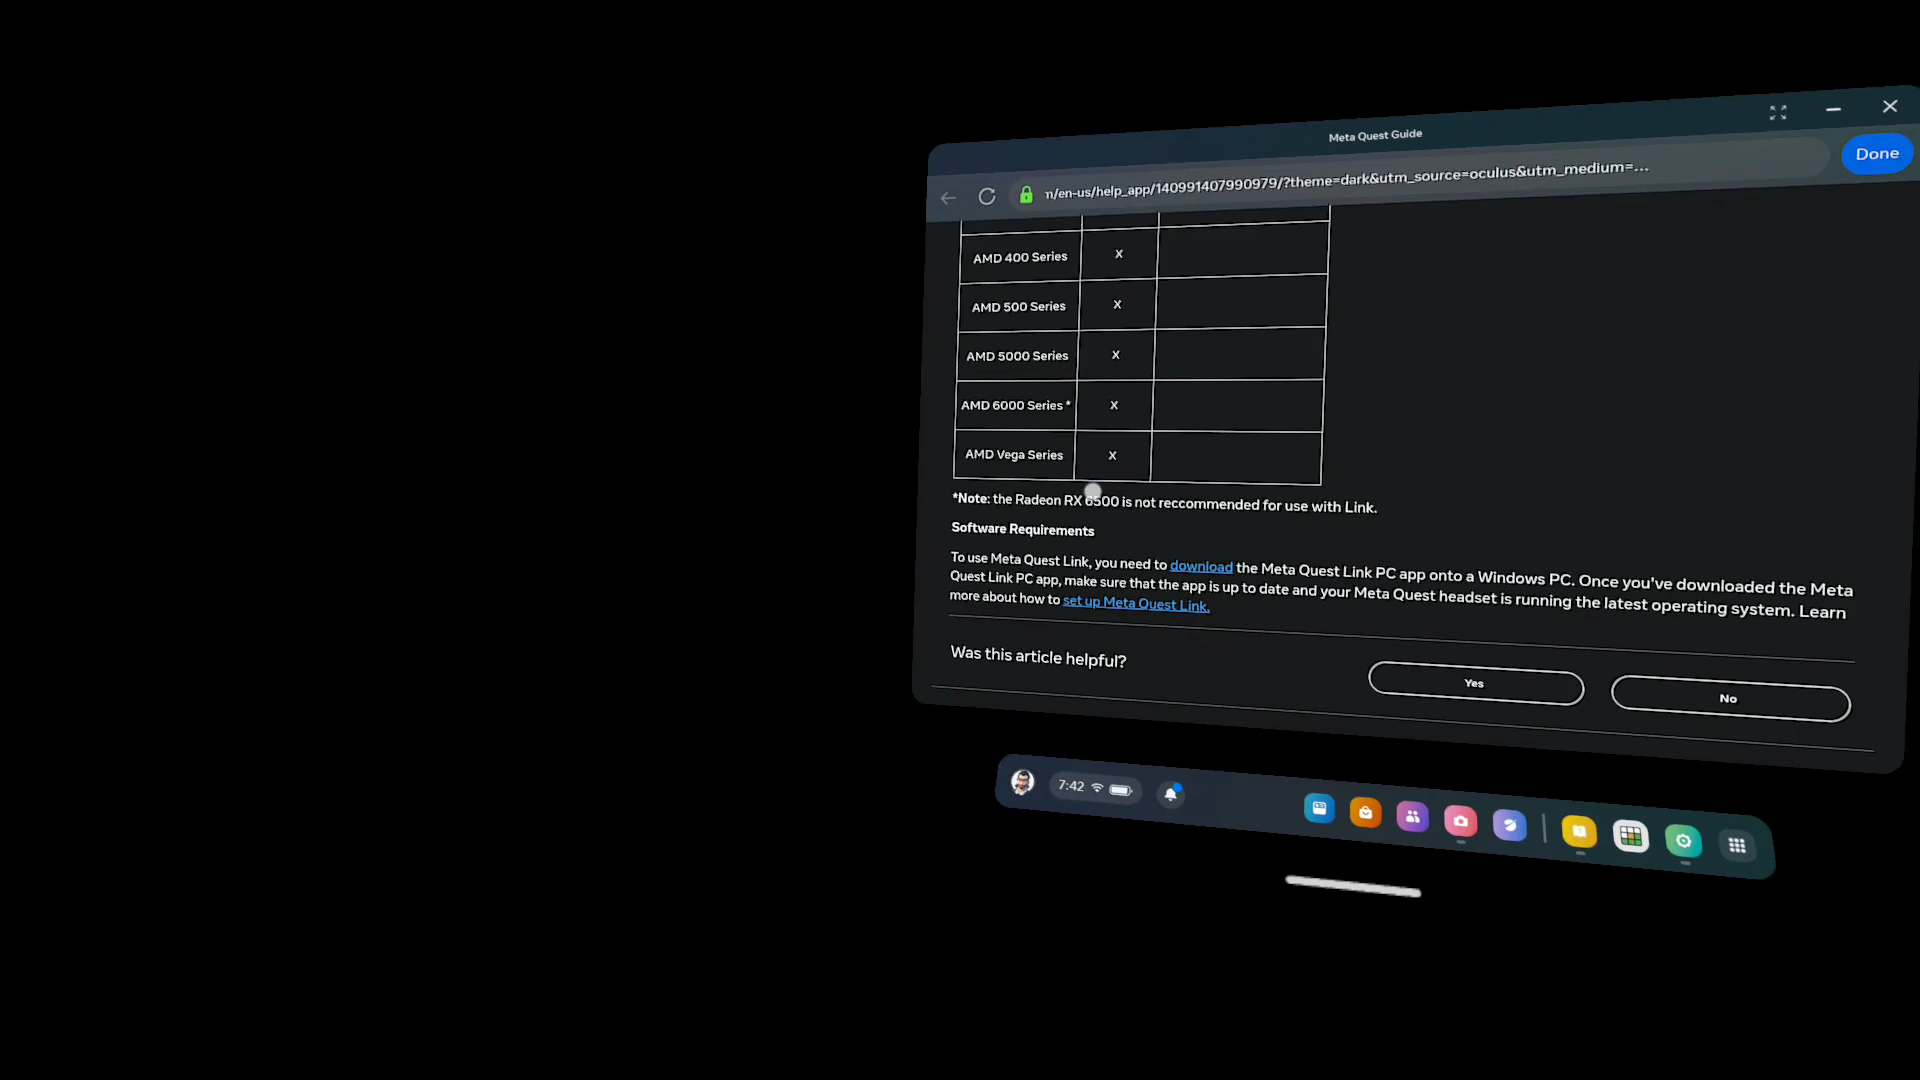 Meta Quest Guide
Done
n/en-us/help_app/140991407990979/?theme=dark&utm_source=oculus&utm_medium=...
AMD 400 Series X
AMD 500 Series X
AMD 5000 Series X
AMD 6000 Series * X
AMD Vega Series X
*Note: the Radeon RX 6500 is not reccommended for use with Link.
Software Requirements
To use Meta Quest Link, you need to download the Meta Quest Link PC app onto a Windows PC. Once you've downloaded the Meta
Quest Link PC app, make sure that the app is up to date and your Meta Quest headset is running the latest operating system. Learn
more about how to set up Meta Quest Link.
Was this article helpful?
Yes
No
7:42